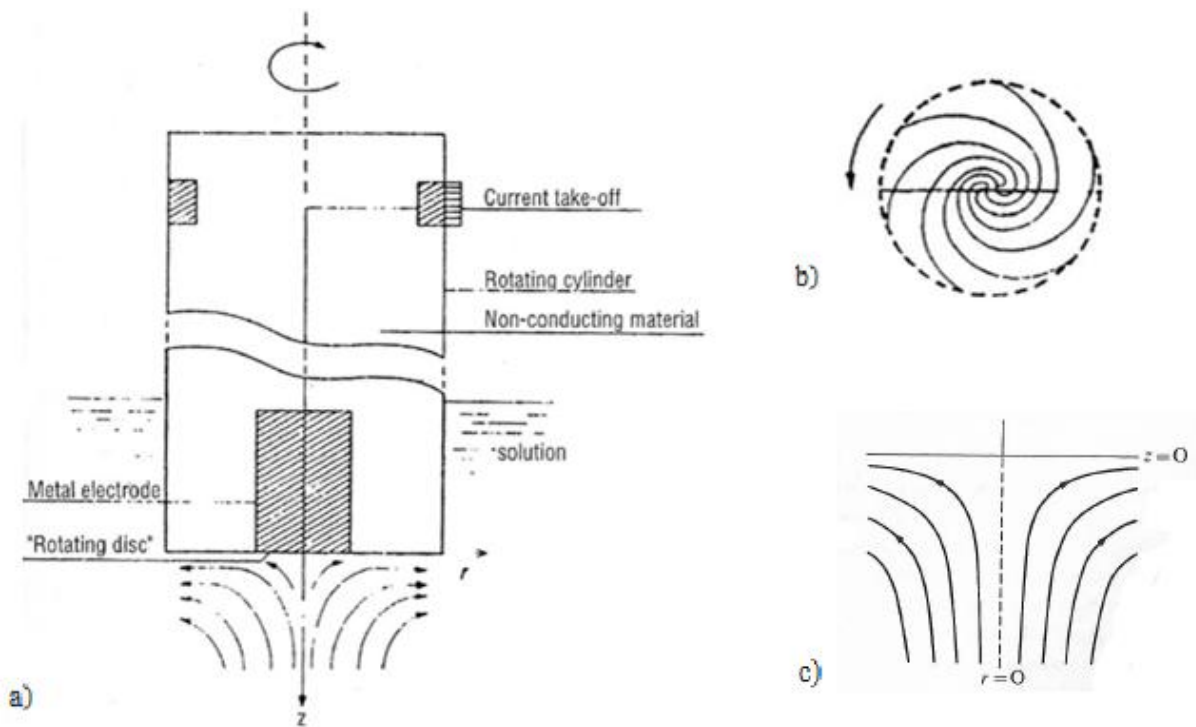 Current take-off
Rotating cylinder
Non-conducting material
solution
Metal electrode
"Rotating disc"
r
z
a)
b)
z=O
r=O
c)